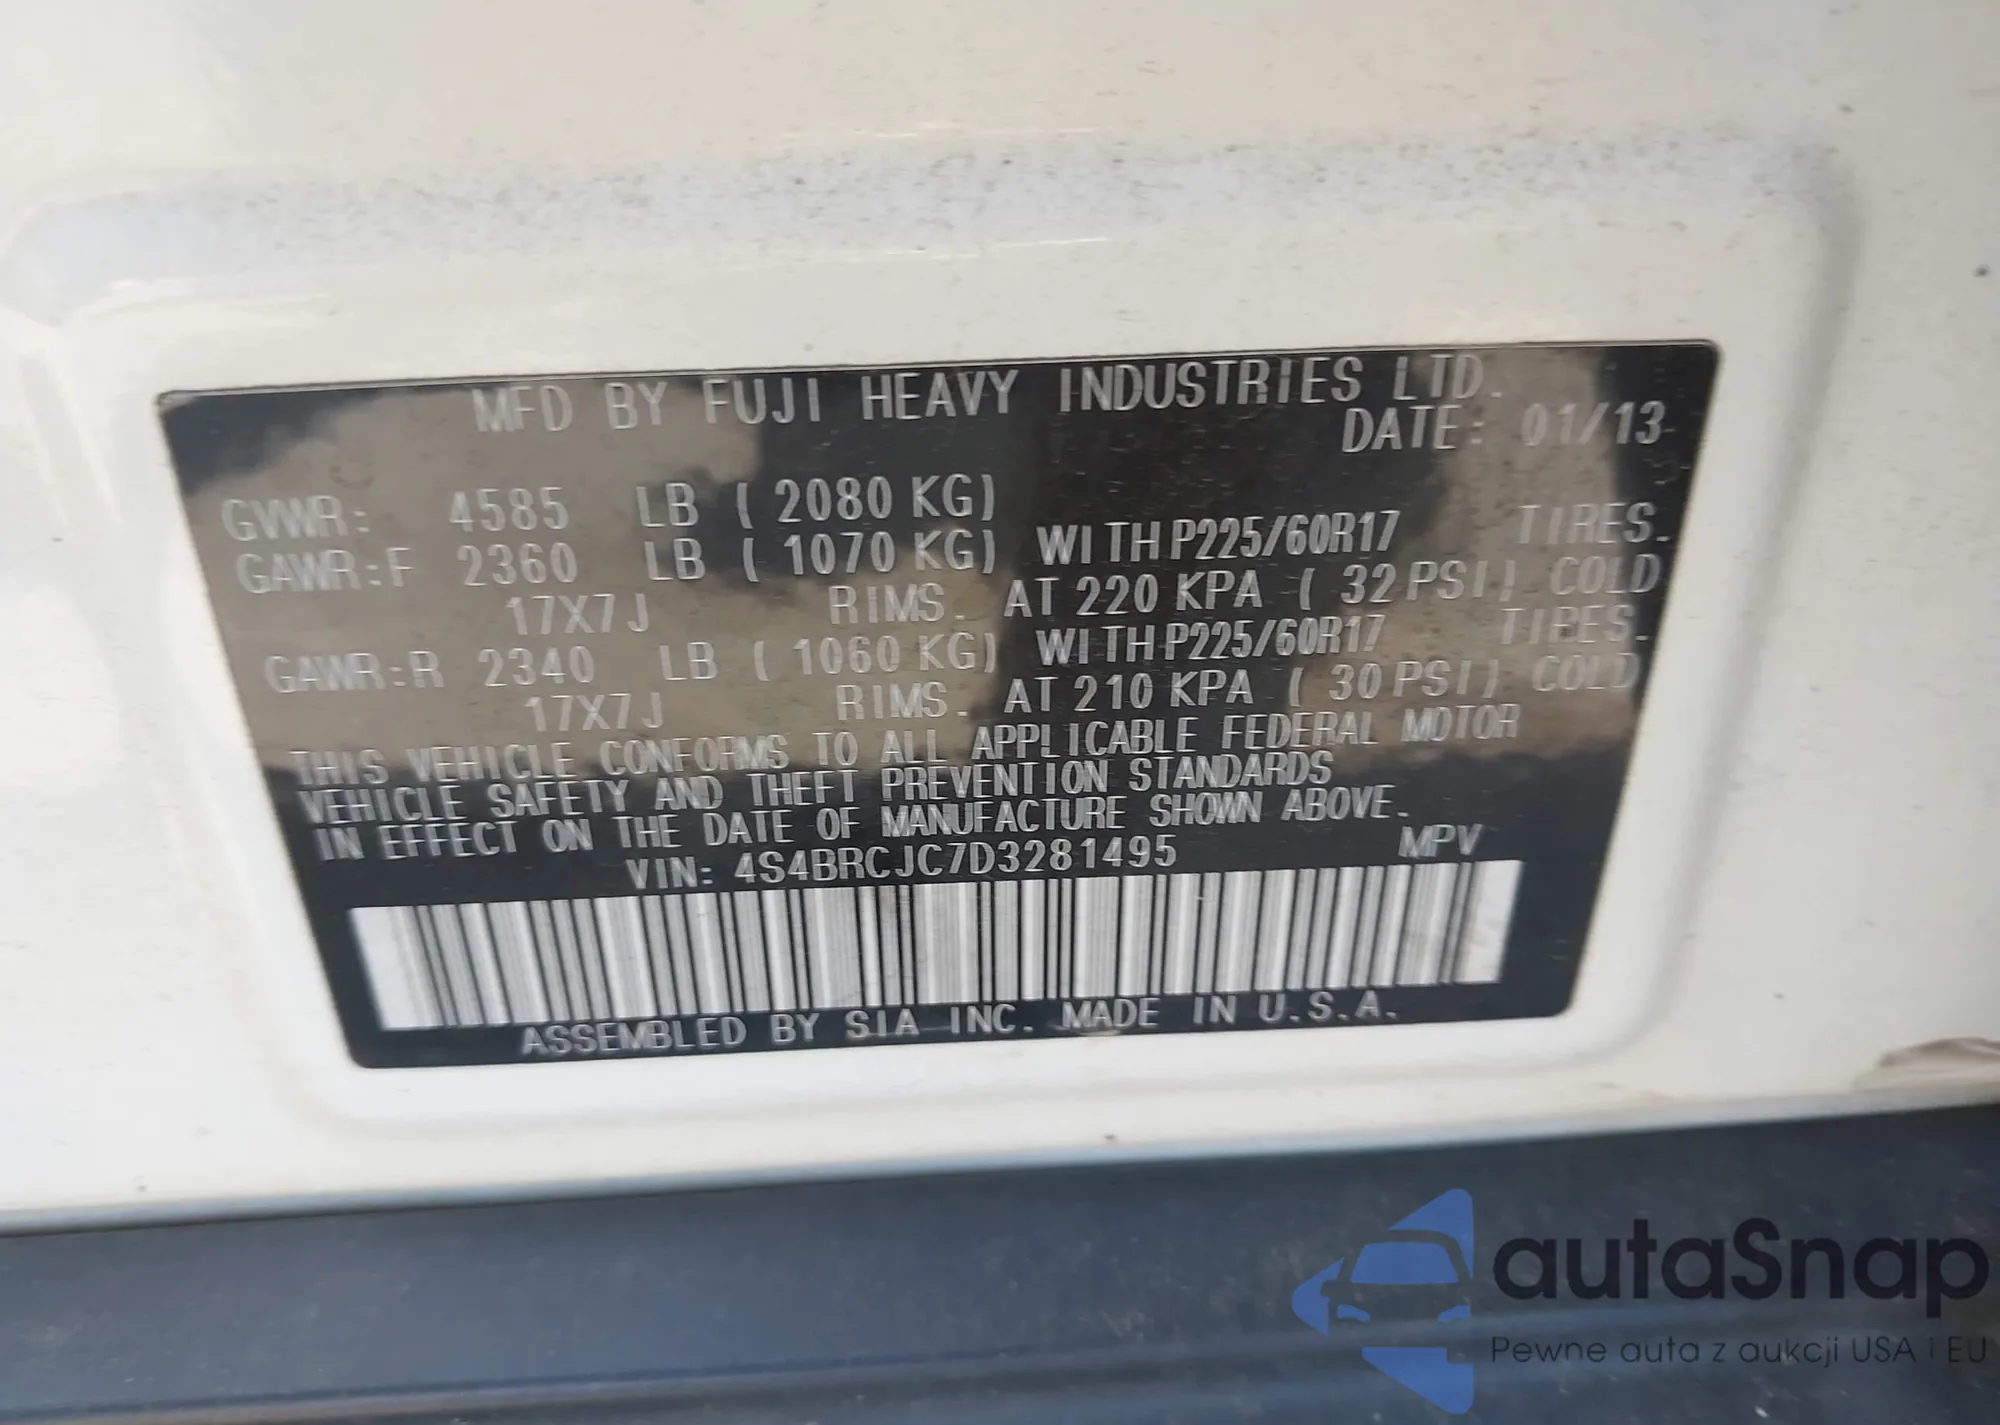 MFD BY FUJI HEAVY INDUSTRIES LTD.
DATE: 01/13
GVWR: 4585 LB ( 2080 KG)
GAWR:F 2360 LB ( 1070 KG) WITH P225/60R17 TIRES.
17X7J RIMS. AT 220 KPA ( 32 PSI) COLD
GAWR:R 2340 LB ( 1060 KG) WITH P225/60R17 TIRES.
17X7J RIMS. AT 210 KPA ( 30 PSI) COLD
THIS VEHICLE CONFORMS TO ALL APPLICABLE FEDERAL MOTOR
VEHICLE SAFETY AND THEFT PREVENTION STANDARDS
IN EFFECT ON THE DATE OF MANUFACTURE SHOWN ABOVE.
VIN: 4S4BRCJC7D3281495 MPV
ASSEMBLED BY SIA INC. MADE IN U.S.A.
autaSnap
Pewne auta z aukcji USA i EU